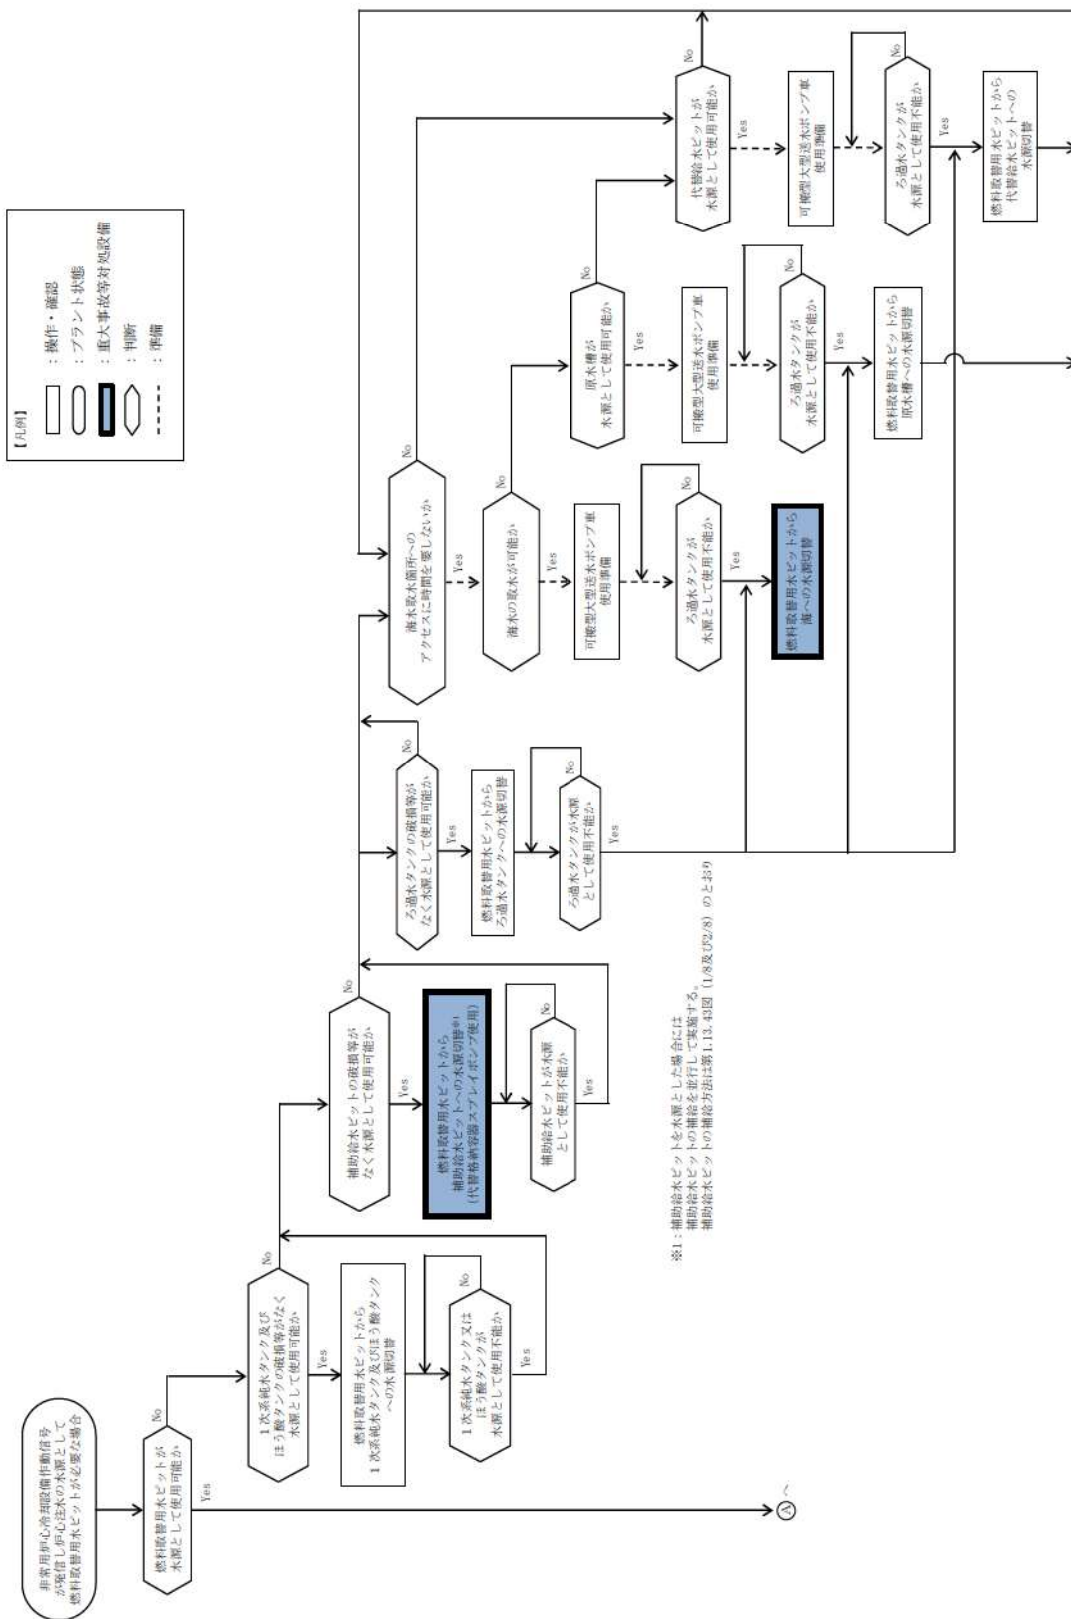 【凡例】
：操作・確認
：プラント状態
：重大事故等対処設備
：判断
：準備
非常用炉心冷却設備作動信号
が発信し炉心注水の水源として
燃料取替用水ピットが必要な場合
燃料取替用水ピットが
水源として使用可能か
No
Yes
Ⓐへ
1次系純水タンク及び
ほう酸タンクの破損等がなく
水源として使用可能か
No
Yes
燃料取替用水ピットから
1次系純水タンク及びほう酸タンク
への水源切替
1次系純水タンク又は
ほう酸タンクが
水源として使用不能か
No
Yes
補助給水ピットの破損等が
なく水源として使用可能か
No
Yes
燃料取替用水ピットから
補助給水ピットへの水源切替※1
(代替格納容器スプレイポンプ使用)
補助給水ピットが水源
として使用不能か
No
Yes
ろ過水タンクの破損等が
なく水源として使用可能か
No
Yes
燃料取替用水ピットから
ろ過水タンクへの水源切替
ろ過水タンクが水源
として使用不能か
No
Yes
海水取水箇所への
アクセスに時間を要しないか
No
Yes
海水の取水が可能か
No
Yes
可搬型大型送水ポンプ車
使用準備
ろ過水タンクが
水源として使用不能か
No
Yes
燃料取替用水ピットから
海への水源切替
原水槽が
水源として使用可能か
No
Yes
可搬型大型送水ポンプ車
使用準備
ろ過水タンクが
水源として使用不能か
No
Yes
燃料取替用水ピットから
原水槽への水源切替
代替給水ピットが
水源として使用可能か
No
Yes
可搬型大型送水ポンプ車
使用準備
ろ過水タンクが
水源として使用不能か
No
Yes
燃料取替用水ピットから
代替給水ピットへの
水源切替
※1：補助給水ピットを水源とした場合には
補助給水ピットの補給を並行して実施する。
補助給水ピットの補給方法は第1.13.43図（1/8及び2/8）のとおり